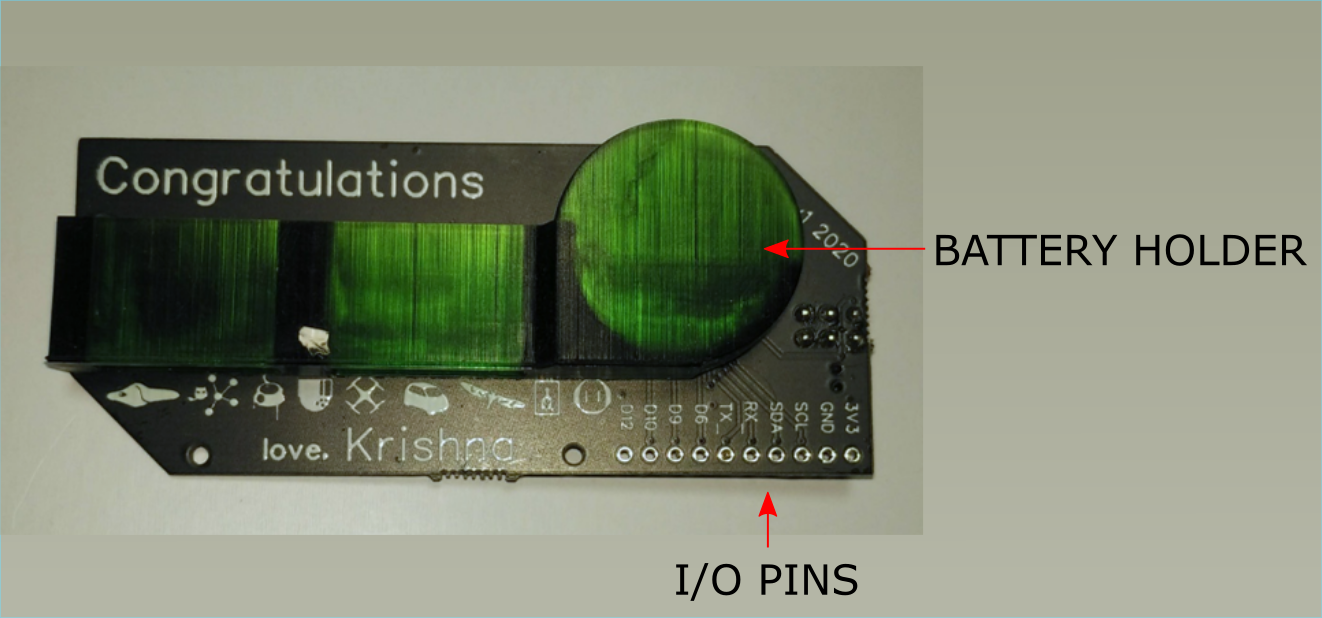 Congratulations
2020
BATTERY HOLDER
D12 D10 D9 D6 TX RX SDA SCL GND 3V3
love. Krishna
I/O PINS